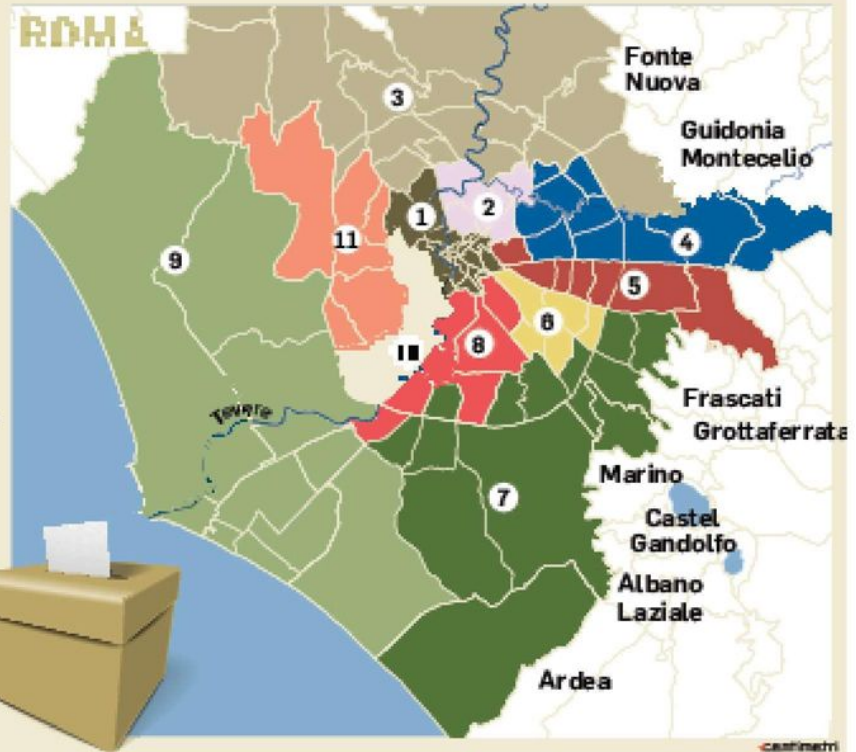 ROMA
Fonte
Nuova
3
Guidonia
Montecelio
1
2
11
4
9
5
6
8
Tevere
Frascati
Grottaferrata
Marino
7
Castel
Gandolfo
Albano
Laziale
Ardea
centimetri